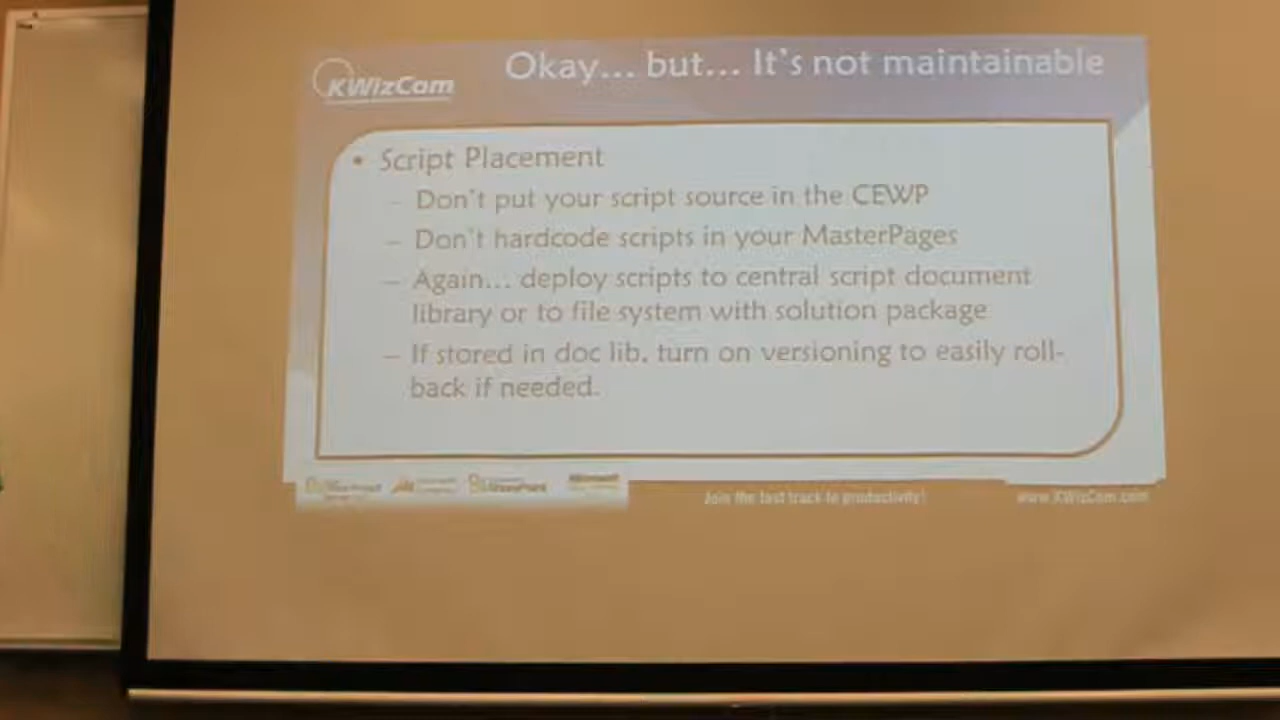 KWizCom
Okay... but... It's not maintainable
• Script Placement
– Don't put your script source in the CEWP
– Don't hardcode scripts in your MasterPages
– Again... deploy scripts to central script document
library or to file system with solution package
– If stored in doc lib, turn on versioning to easily roll-
back if needed.
SharePoint
Microsoft
Join the fast track to productivity!
www.KWizCom.com